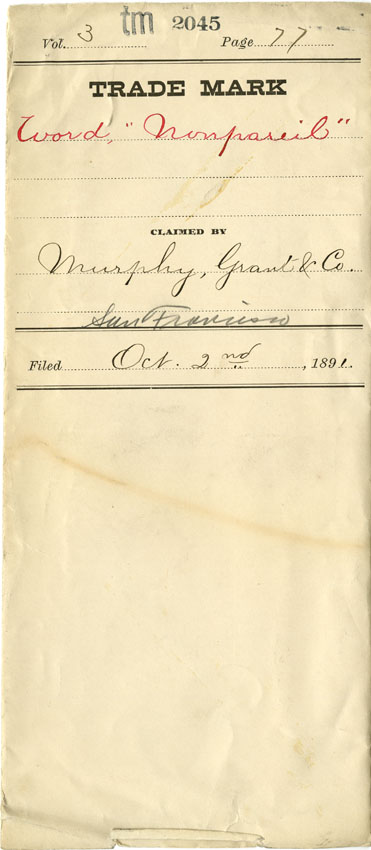 tm 2045
Vol. 3 Page 77
TRADE MARK
Word, "Nonpareil"
CLAIMED BY
Murphy, Grant & Co.
San Francisco
Filed Oct. 2nd, 1891.